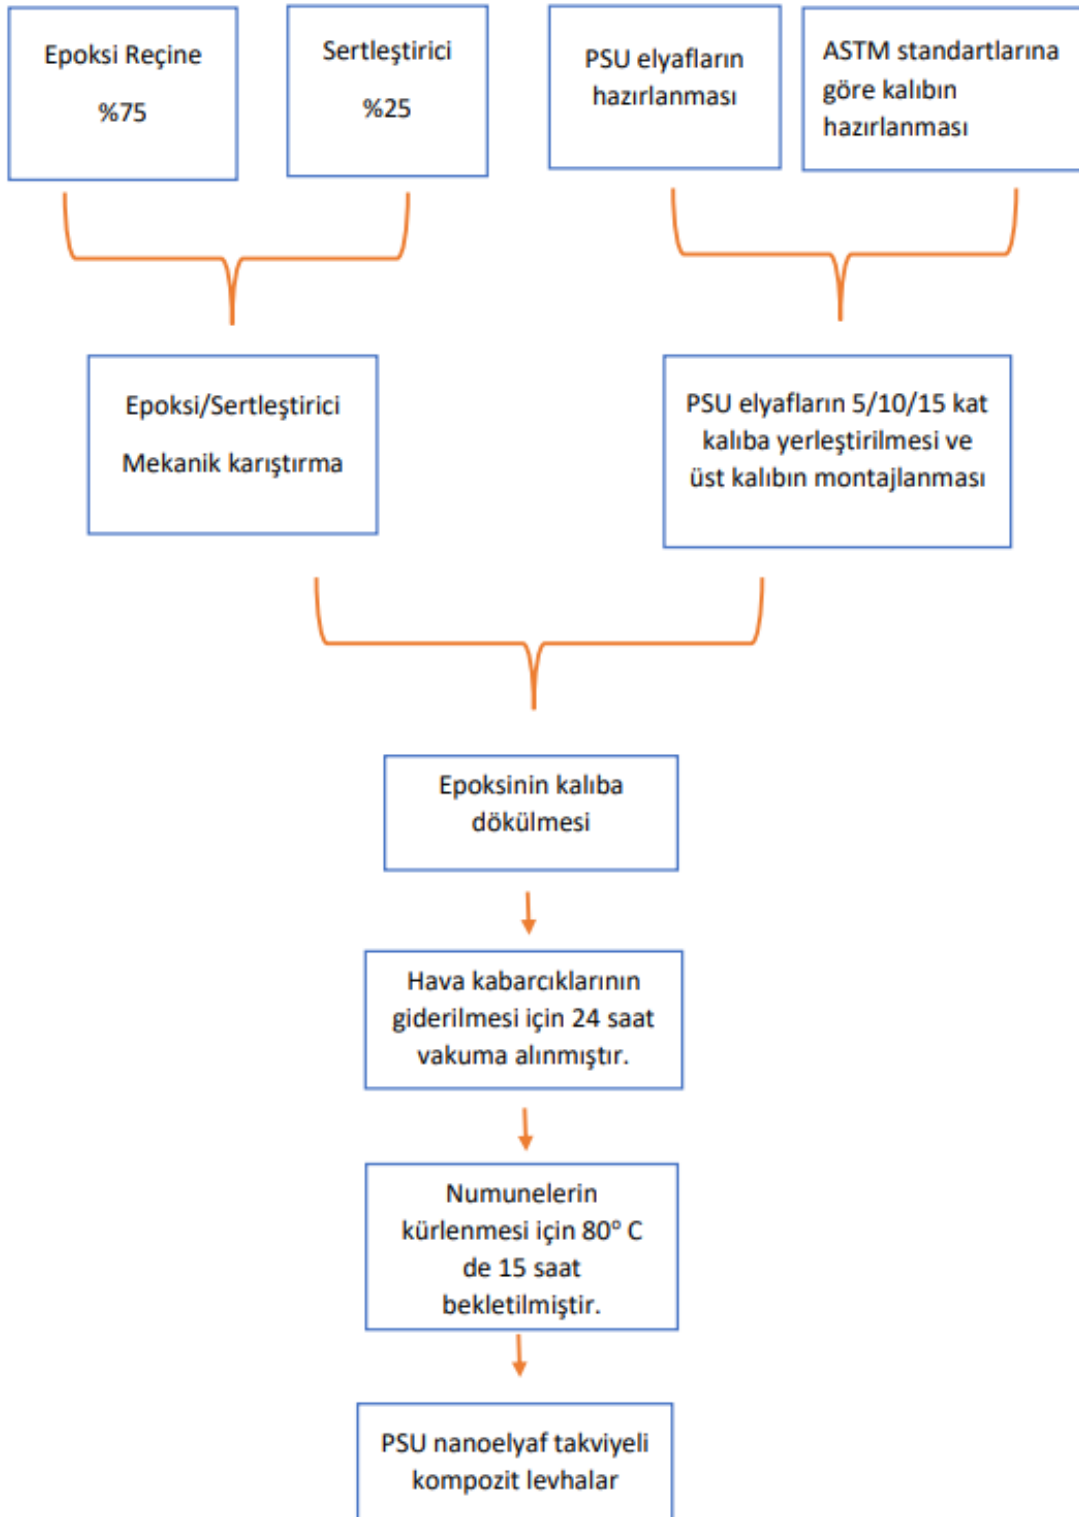 Epoksi Reçine
%75
Sertleştirici
%25
PSU elyafların
hazırlanması
ASTM standartlarına
göre kalıbın
hazırlanması
Epoksi/Sertleştirici
Mekanik karıştırma
PSU elyafların 5/10/15 kat
kalıba yerleştirilmesi ve
üst kalıbın montajlanması
Epoksinin kalıba
dökülmesi
Hava kabarcıklarının
giderilmesi için 24 saat
vakuma alınmıştır.
Numunelerin
kürlenmesi için 80° C
de 15 saat
bekletilmiştir.
PSU nanoelyaf takviyeli
kompozit levhalar